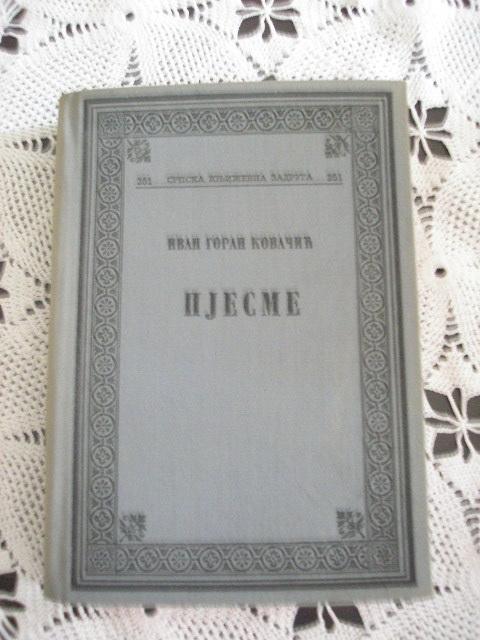 351 СРПСКА КЊИЖЕВНА ЗАДРУГА 351
ИВАН ГОРАН КОВАЧИЋ
ПЈЕСМЕ